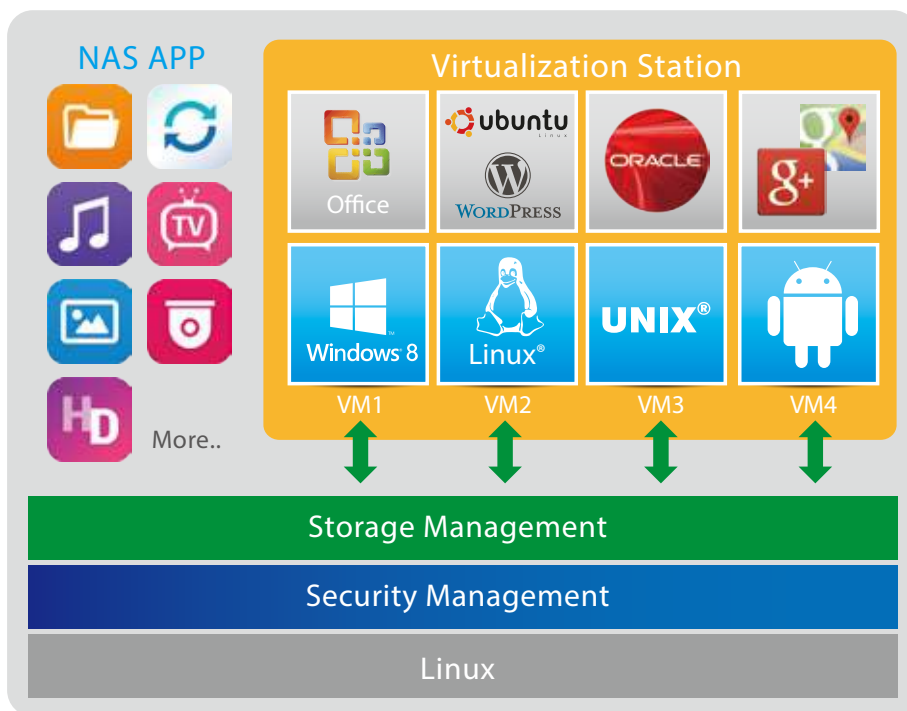 NAS APP
TV
HD
More..
Virtualization Station
Office
ubuntu
Linux
WORDPRESS
ORACLE
g
g+
Windows 8
Linux®
UNIX®
VM1
VM2
VM3
VM4
Storage Management
Security Management
Linux